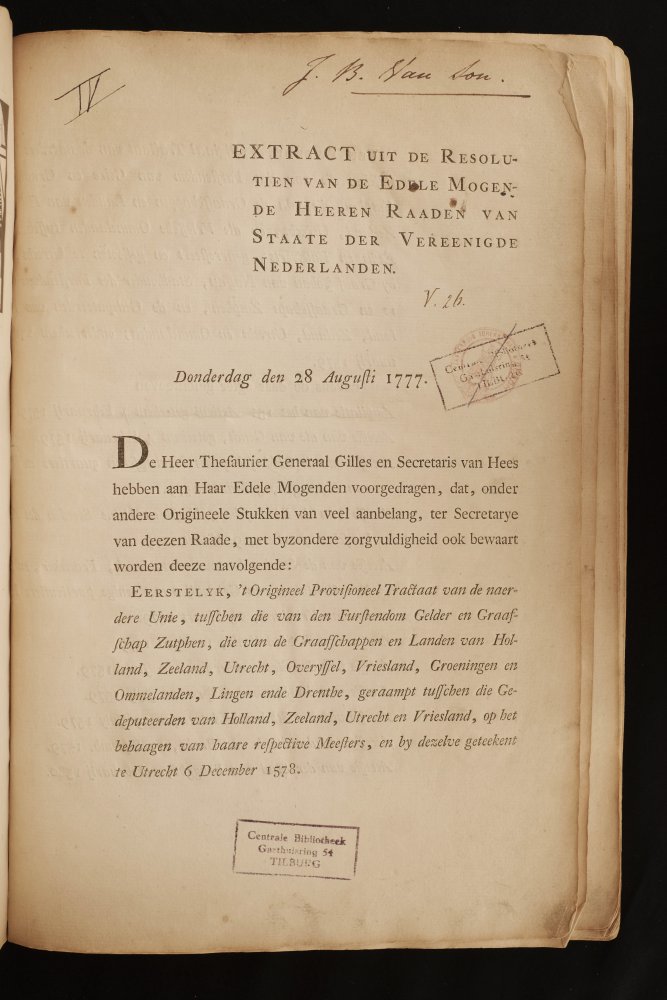 IV
J. B. Van Son.
EXTRACT UIT DE RESOLU-
TIEN VAN DE EDELE MOGEN-
DE HEEREN RAADEN VAN
STAATE DER VEREENIGDE
NEDERLANDEN.
V. 26.
Centrale Bibliotheek
TILBURG
Donderdag den 28 Auguſti 1777.
De Heer Theſaurier Generaal Gilles en Secretaris van Hees
hebben aan Haar Edele Mogenden voorgedragen, dat, onder
andere Origineele Stukken van veel aanbelang, ter Secretarye
van deezen Raade, met byzondere zorgvuldigheid ook bewaart
worden deeze navolgende:
EERSTELYK, 't Origineel Proviſioneel Tractaat van de naer-
dere Unie, tuſſchen die van den Furſtendom Gelder en Graaf-
ſchap Zutphen, die van de Graafſchappen en Landen van Hol-
land, Zeeland, Utrecht, Overyſſel, Vriesland, Groeningen en
Ommelanden, Lingen ende Drenthe, geraampt tuſſchen die Ge-
deputeerden van Holland, Zeeland, Utrecht en Vriesland, op het
behaagen van haare reſpective Meeſters, en by dezelve geteekent
te Utrecht 6 December 1578.
Centrale Bibliotheek
Gasthuisring 54
TILBURG